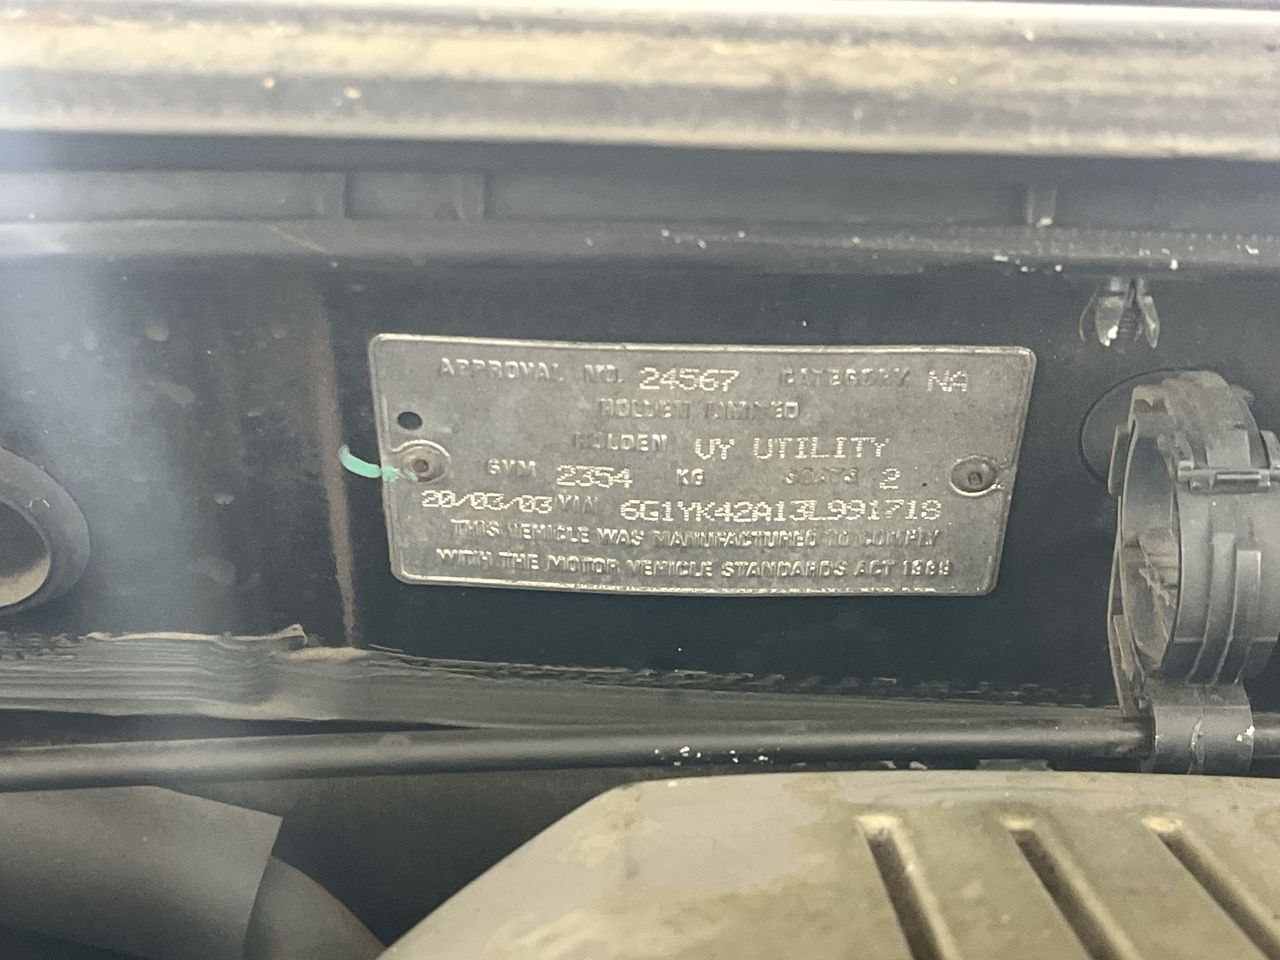 APPROVAL NO. 24567 CATEGORY NA
HOLDEN LIMITED
HOLDEN VY UTILITY
GVM 2354 KG SEATS 2
20/03/03 VIN 6G1YK42A13L991718
THIS VEHICLE WAS MANUFACTURED TO COMPLY
WITH THE MOTOR VEHICLE STANDARDS ACT 1989